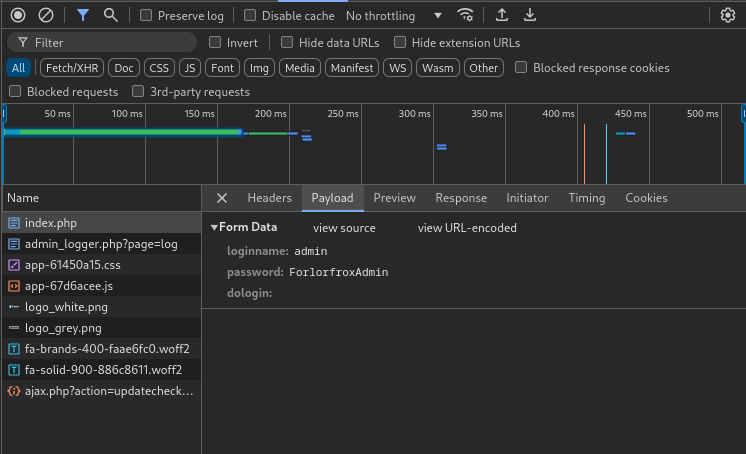 Preserve log Disable cache No throttling
Filter Invert Hide data URLs Hide extension URLs
All Fetch/XHR Doc CSS JS Font Img Media Manifest WS Wasm Other Blocked response cookies
Blocked requests 3rd-party requests
50 ms 100 ms 150 ms 200 ms 250 ms 300 ms 350 ms 400 ms 450 ms 500 ms
Name Headers Payload Preview Response Initiator Timing Cookies
index.php
admin_logger.php?page=log
app-61450a15.css
app-67d6acee.js
logo_white.png
logo_grey.png
fa-brands-400-faae6fc0.woff2
fa-solid-900-886c8611.woff2
ajax.php?action=updatecheck...
Form Data view source view URL-encoded
loginname: admin
password: ForlorfroxAdmin
dologin: